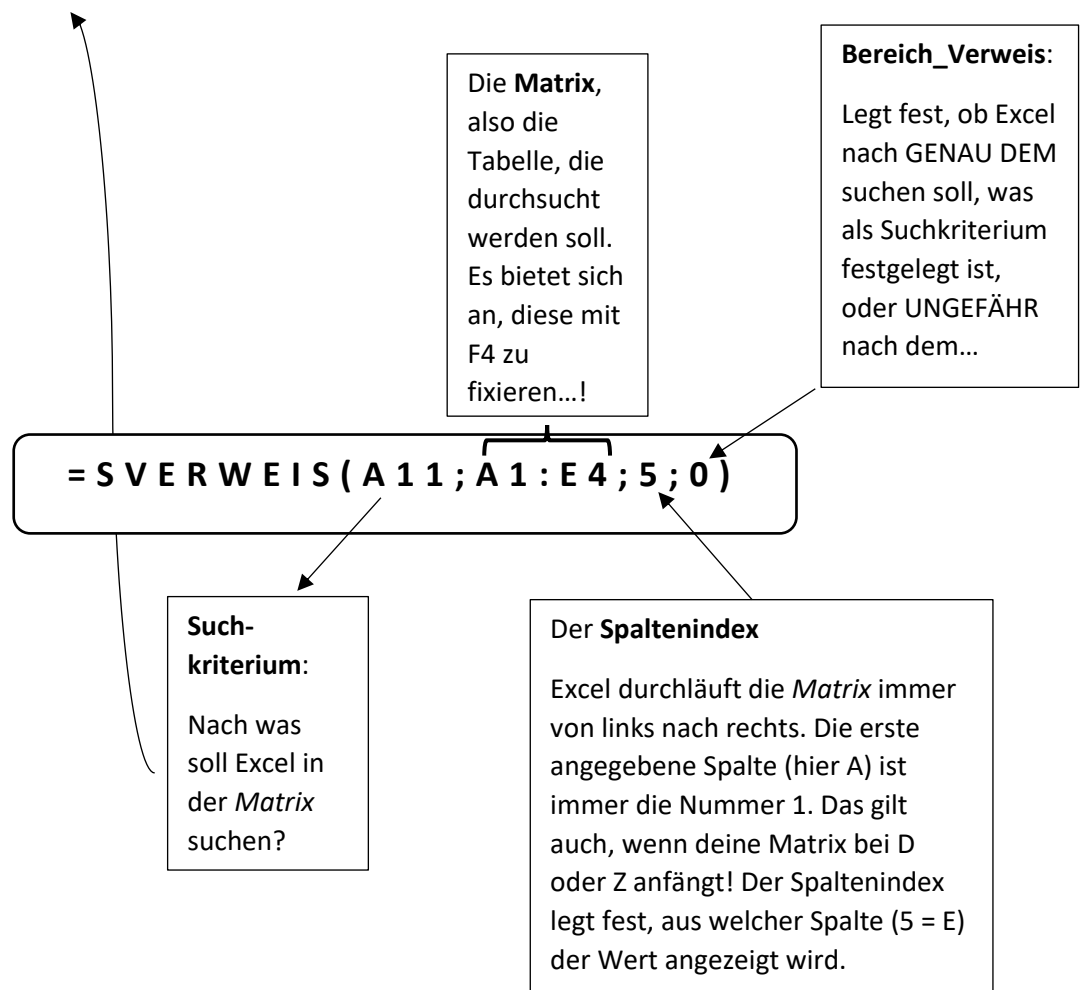 Die Matrix,
also die
Tabelle, die
durchsucht
werden soll.
Es bietet sich
an, diese mit
F4 zu
fixieren…!
Bereich_Verweis:
Legt fest, ob Excel
nach GENAU DEM
suchen soll, was
als Suchkriterium
festgelegt ist,
oder UNGEFÄHR
nach dem…
=SVERWEIS(A11;A1:E4;5;0)
Such-
kriterium:
Nach was
soll Excel in
der Matrix
suchen?
Der Spaltenindex
Excel durchläuft die Matrix immer
von links nach rechts. Die erste
angegebene Spalte (hier A) ist
immer die Nummer 1. Das gilt
auch, wenn deine Matrix bei D
oder Z anfängt! Der Spaltenindex
legt fest, aus welcher Spalte (5 = E)
der Wert angezeigt wird.